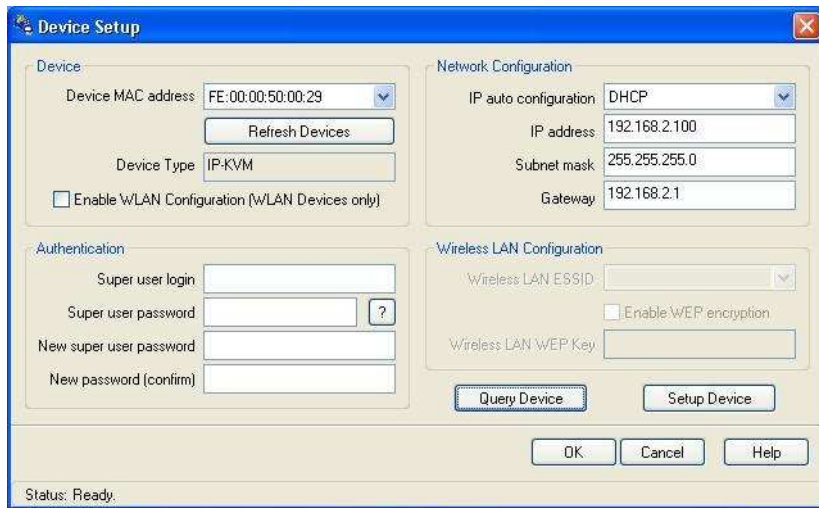 Device Setup
Device
Device MAC address FE:00:00:50:00:29
Refresh Devices
Device Type IP-KVM
Enable WLAN Configuration (WLAN Devices only)
Network Configuration
IP auto configuration DHCP
IP address 192.168.2.100
Subnet mask 255.255.255.0
Gateway 192.168.2.1
Authentication
Super user login
Super user password ?
New super user password
New password (confirm)
Wireless LAN Configuration
Wireless LAN ESSID
Enable WEP encryption
Wireless LAN WEP Key
Query Device Setup Device
OK Cancel Help
Status: Ready.